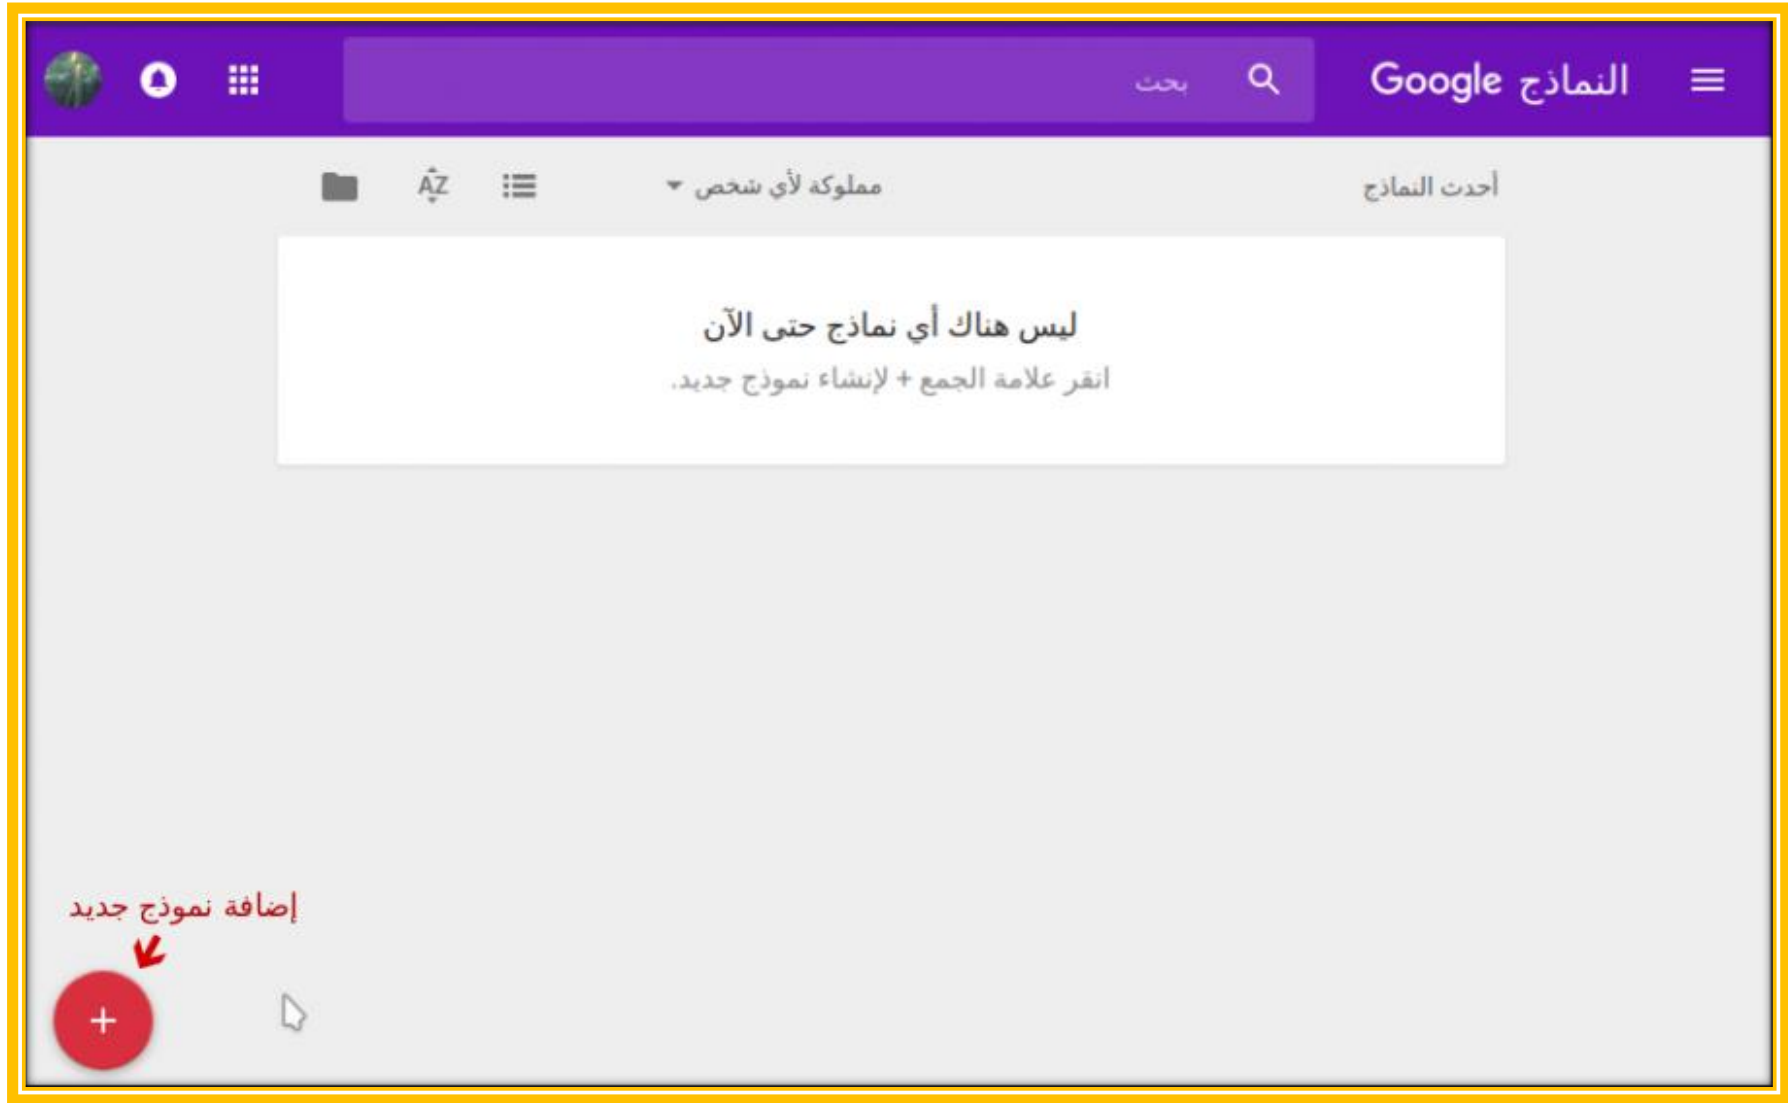 النماذج Google
بحث
أحدث النماذج
مملوكة لأي شخص
AZ
ليس هناك أي نماذج حتى الآن
انقر علامة الجمع + لإنشاء نموذج جديد.
إضافة نموذج جديد
+